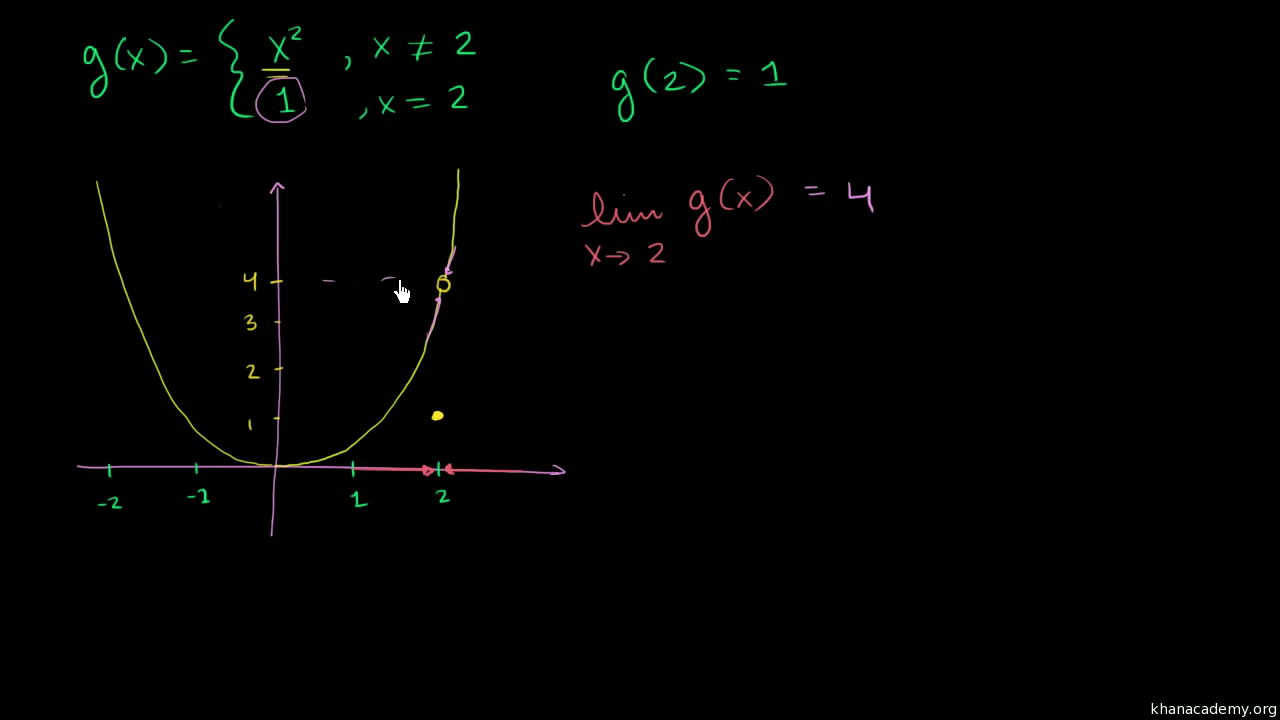 g(x) = { x² , x ≠ 2
1 , x = 2
g(2) = 1
lim g(x) = 4
x→2
4
3
2
1
-2 -1 1 2
khanacademy.org